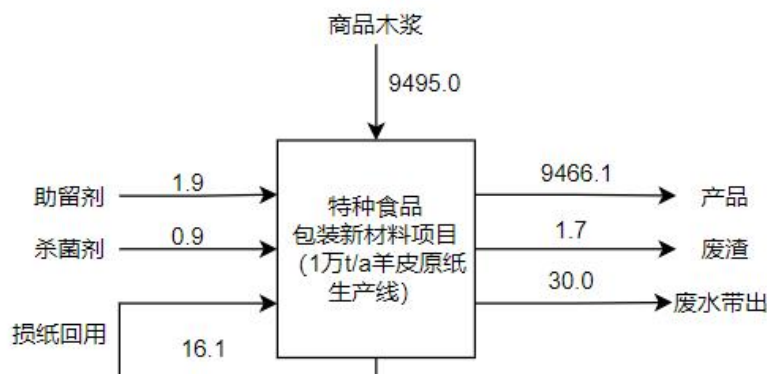 商品木浆
9495.0
助留剂
1.9
杀菌剂
0.9
损纸回用
16.1
特种食品
包装新材料项目
（1万t/a羊皮原纸
生产线）
9466.1
产品
1.7
废渣
30.0
废水带出